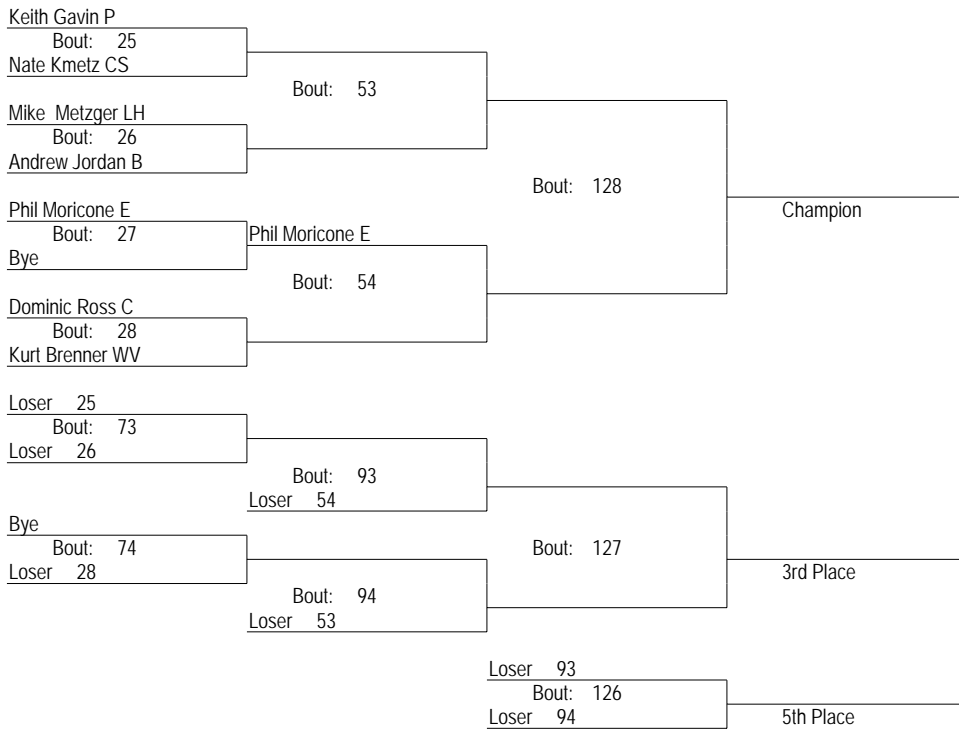 Keith Gavin P
Bout: 25
Nate Kmetz CS
Bout: 53
Mike Metzger LH
Bout: 26
Andrew Jordan B
Bout: 128
Champion
Phil Moricone E
Bout: 27
Bye
Phil Moricone E
Bout: 54
Dominic Ross C
Bout: 28
Kurt Brenner WV
Loser 25
Bout: 73
Loser 26
Bout: 93
Loser 54
Bye
Bout: 74
Loser 28
Bout: 127
3rd Place
Bout: 94
Loser 53
Loser 93
Bout: 126
Loser 94
5th Place